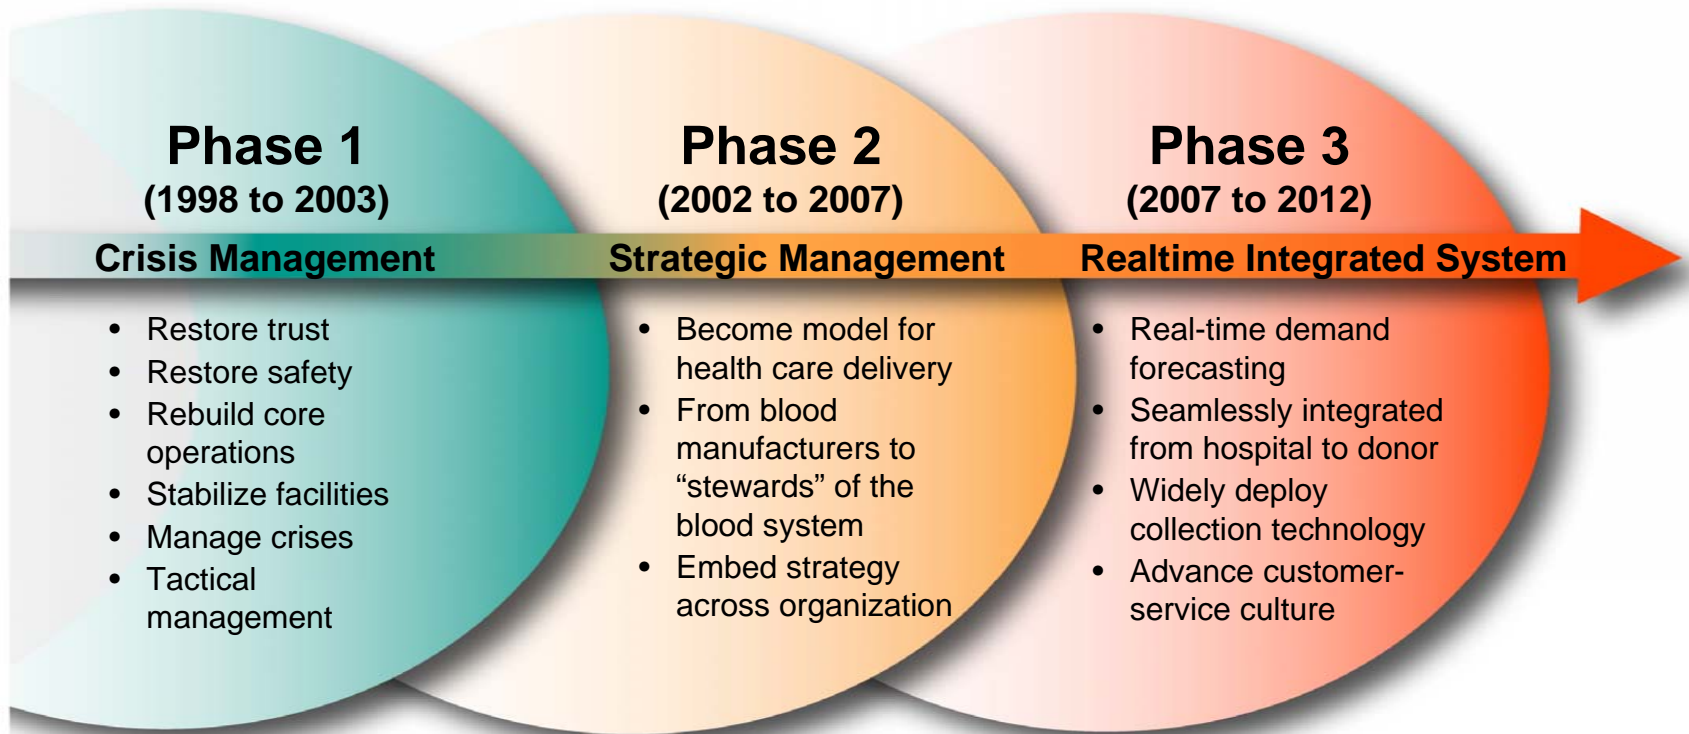 Phase 1
(1998 to 2003)
Crisis Management
• Restore trust
• Restore safety
• Rebuild core
operations
• Stabilize facilities
• Manage crises
• Tactical
management
Phase 2
(2002 to 2007)
Strategic Management
• Become model for
health care delivery
• From blood
manufacturers to
“stewards” of the
blood system
• Embed strategy
across organization
Phase 3
(2007 to 2012)
Realtime Integrated System
• Real-time demand
forecasting
• Seamlessly integrated
from hospital to donor
• Widely deploy
collection technology
• Advance customer-
service culture